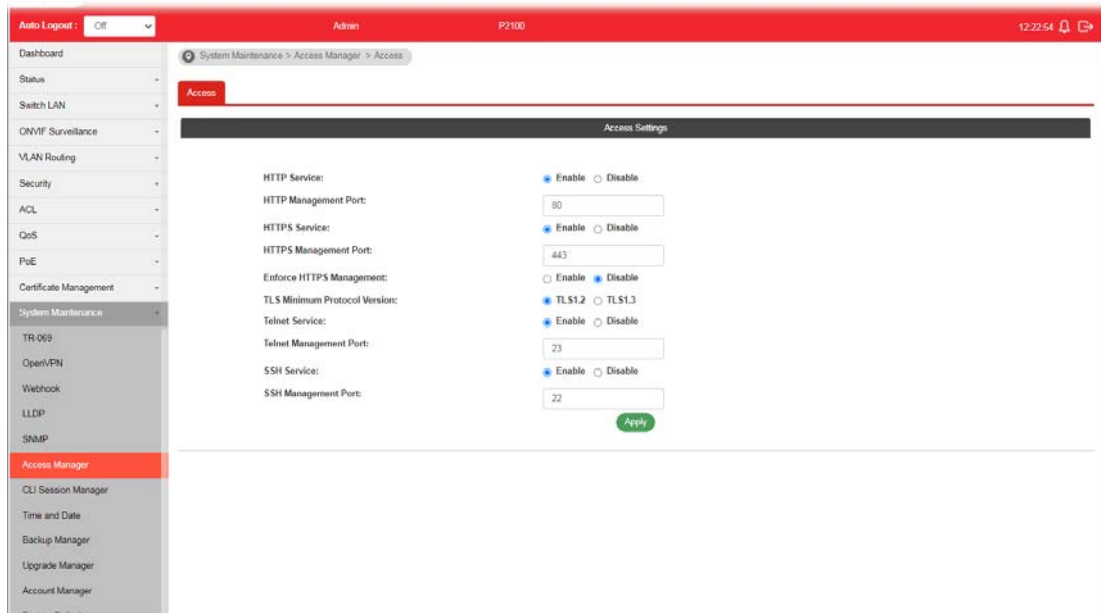 Auto Logout : Off Admin P2100 12:22:54
Dashboard
Status
Switch LAN
ONVIF Surveillance
VLAN Routing
Security
ACL
QoS
PoE
Certificate Management
System Maintenance
TR-069
OpenVPN
Webhook
LLDP
SNMP
Access Manager
CLI Session Manager
Time and Date
Backup Manager
Upgrade Manager
Account Manager
System Maintenance > Access Manager > Access
Access
Access Settings
HTTP Service: Enable Disable
HTTP Management Port: 80
HTTPS Service: Enable Disable
HTTPS Management Port: 443
Enforce HTTPS Management: Enable Disable
TLS Minimum Protocol Version: TLS1.2 TLS1.3
Telnet Service: Enable Disable
Telnet Management Port: 23
SSH Service: Enable Disable
SSH Management Port: 22
Apply